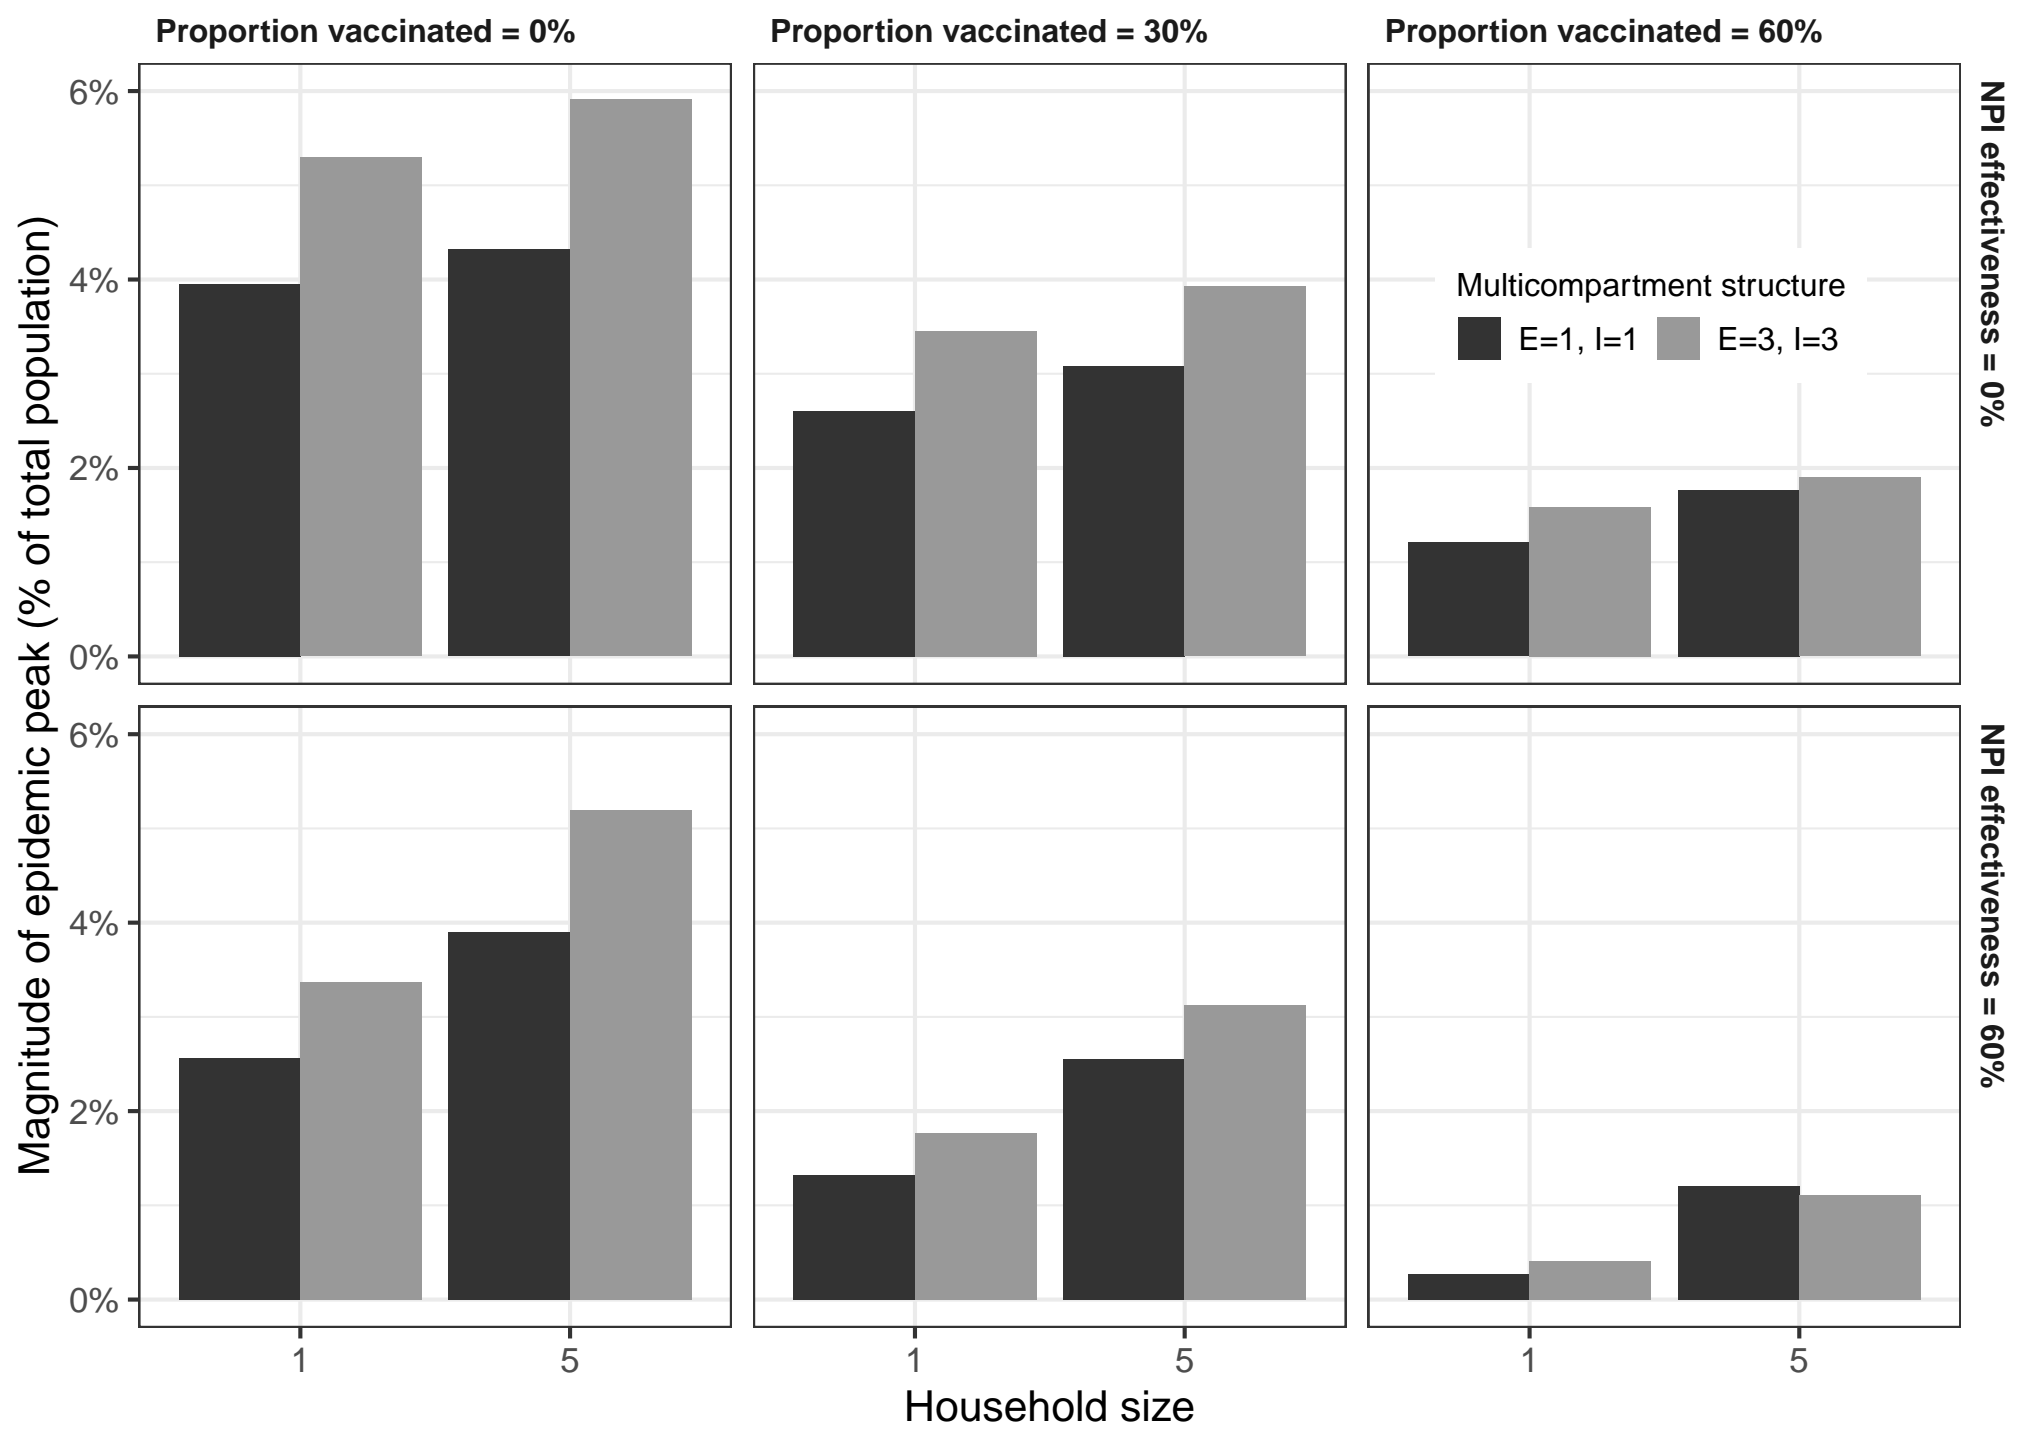 Proportion vaccinated = 0%
Proportion vaccinated = 30%
Proportion vaccinated = 60%
NPI effectiveness = 0%
NPI effectiveness = 60%
Magnitude of epidemic peak (% of total population)
6%
4%
2%
0%
Multicompartment structure
E=1, I=1
E=3, I=3
6%
4%
2%
0%
1
5
1
5
1
5
Household size